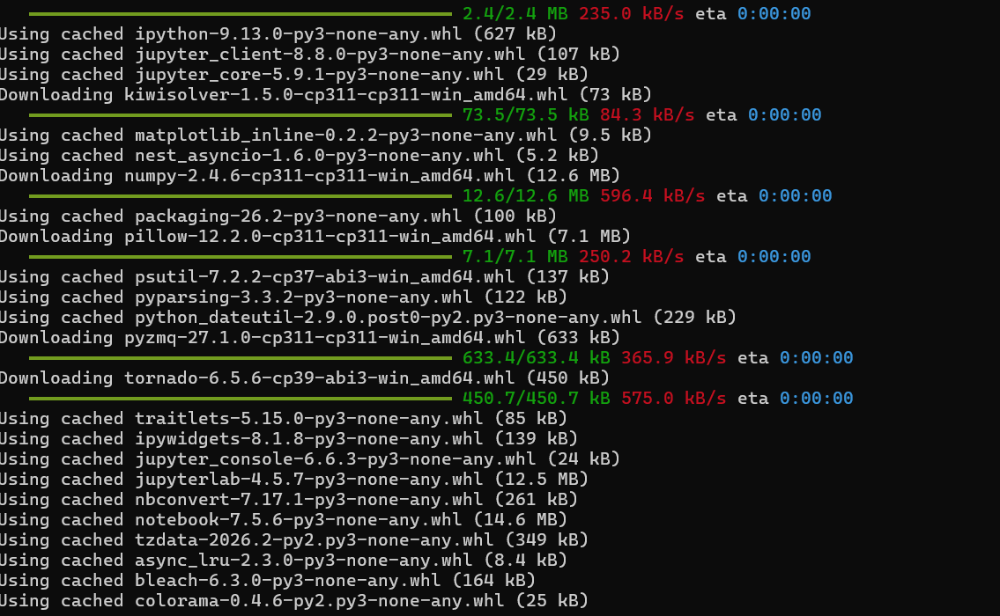 2.4/2.4 MB 235.0 kB/s eta 0:00:00
Using cached ipython-9.13.0-py3-none-any.whl (627 kB)
Using cached jupyter_client-8.8.0-py3-none-any.whl (107 kB)
Using cached jupyter_core-5.9.1-py3-none-any.whl (29 kB)
Downloading kiwisolver-1.5.0-cp311-cp311-win_amd64.whl (73 kB)
73.5/73.5 kB 84.3 kB/s eta 0:00:00
Using cached matplotlib_inline-0.2.2-py3-none-any.whl (9.5 kB)
Using cached nest_asyncio-1.6.0-py3-none-any.whl (5.2 kB)
Downloading numpy-2.4.6-cp311-cp311-win_amd64.whl (12.6 MB)
12.6/12.6 MB 596.4 kB/s eta 0:00:00
Using cached packaging-26.2-py3-none-any.whl (100 kB)
Downloading pillow-12.2.0-cp311-cp311-win_amd64.whl (7.1 MB)
7.1/7.1 MB 250.2 kB/s eta 0:00:00
Using cached psutil-7.2.2-cp37-abi3-win_amd64.whl (137 kB)
Using cached pyparsing-3.3.2-py3-none-any.whl (122 kB)
Using cached python_dateutil-2.9.0.post0-py2.py3-none-any.whl (229 kB)
Downloading pyzmq-27.1.0-cp311-cp311-win_amd64.whl (633 kB)
633.4/633.4 kB 365.9 kB/s eta 0:00:00
Downloading tornado-6.5.6-cp39-abi3-win_amd64.whl (450 kB)
450.7/450.7 kB 575.0 kB/s eta 0:00:00
Using cached traitlets-5.15.0-py3-none-any.whl (85 kB)
Using cached ipywidgets-8.1.8-py3-none-any.whl (139 kB)
Using cached jupyter_console-6.6.3-py3-none-any.whl (24 kB)
Using cached jupyterlab-4.5.7-py3-none-any.whl (12.5 MB)
Using cached nbconvert-7.17.1-py3-none-any.whl (261 kB)
Using cached notebook-7.5.6-py3-none-any.whl (14.6 MB)
Using cached tzdata-2026.2-py2.py3-none-any.whl (349 kB)
Using cached async_lru-2.3.0-py3-none-any.whl (8.4 kB)
Using cached bleach-6.3.0-py3-none-any.whl (164 kB)
Using cached colorama-0.4.6-py2.py3-none-any.whl (25 kB)